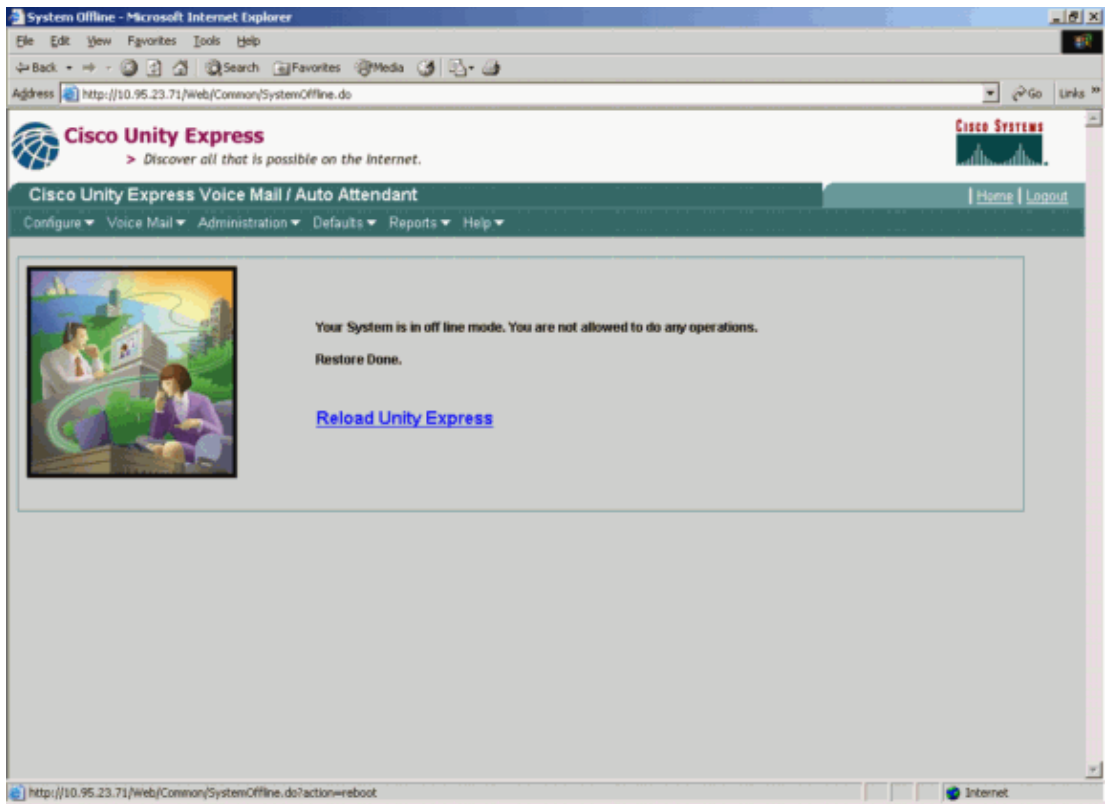 System Offline - Microsoft Internet Explorer
File Edit View Favorites Tools Help
Back Search Favorites Media
Address http://10.95.23.71/Web/Common/SystemOffline.do Go Links »
Cisco Unity Express
> Discover all that is possible on the Internet.
CISCO SYSTEMS
Cisco Unity Express Voice Mail / Auto Attendant
| Home | Logout
Configure Voice Mail Administration Defaults Reports Help
Your System is in off line mode. You are not allowed to do any operations.
Restore Done.
Reload Unity Express
http://10.95.23.71/Web/Common/SystemOffline.do?action=reboot Internet